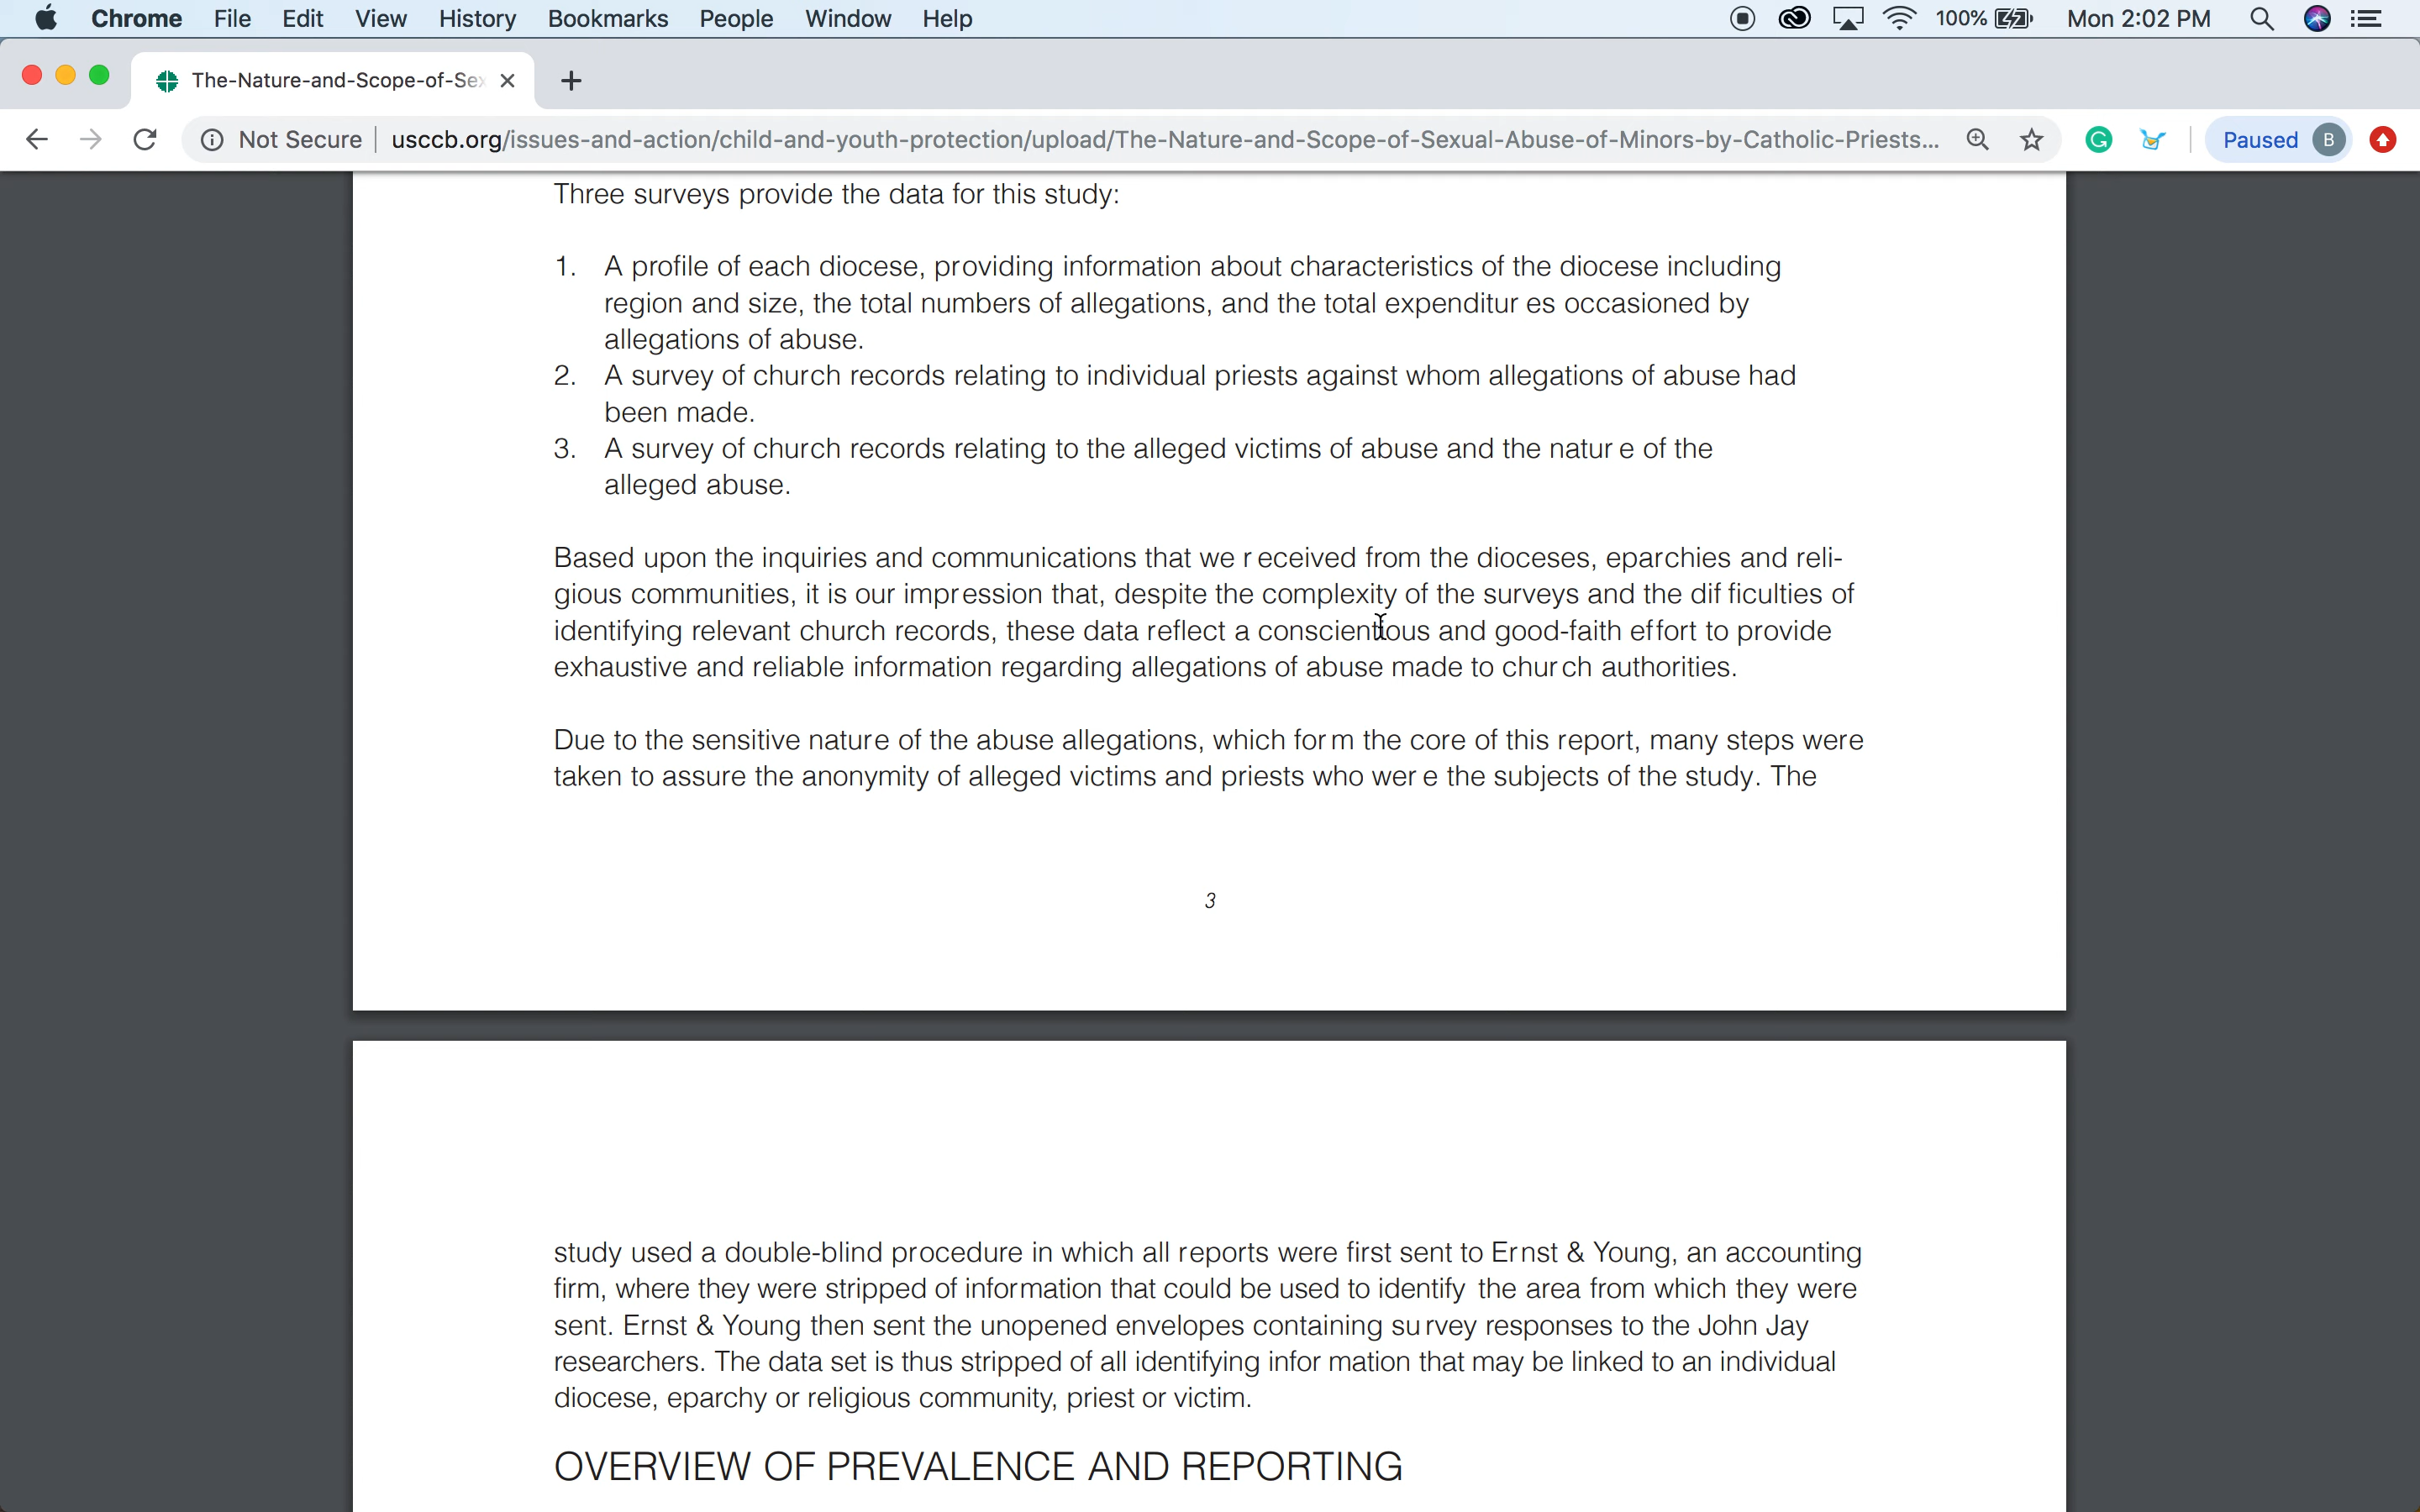 Chrome File Edit View History Bookmarks People Window Help 100% Mon 2:02 PM
The-Nature-and-Scope-of-Sex
Not Secure usccb.org/issues-and-action/child-and-youth-protection/upload/The-Nature-and-Scope-of-Sexual-Abuse-of-Minors-by-Catholic-Priests... Paused B
Three surveys provide the data for this study:
1. A profile of each diocese, providing information about characteristics of the diocese including
region and size, the total numbers of allegations, and the total expenditur es occasioned by
allegations of abuse.
2. A survey of church records relating to individual priests against whom allegations of abuse had
been made.
3. A survey of church records relating to the alleged victims of abuse and the natur e of the
alleged abuse.
Based upon the inquiries and communications that we r eceived from the dioceses, eparchies and reli-
gious communities, it is our impression that, despite the complexity of the surveys and the dif ficulties of
identifying relevant church records, these data reflect a conscientious and good-faith effort to provide
exhaustive and reliable information regarding allegations of abuse made to chur ch authorities.
Due to the sensitive nature of the abuse allegations, which for m the core of this report, many steps were
taken to assure the anonymity of alleged victims and priests who wer e the subjects of the study. The
3
study used a double-blind procedure in which all reports were first sent to Ernst & Young, an accounting
firm, where they were stripped of information that could be used to identify the area from which they were
sent. Ernst & Young then sent the unopened envelopes containing su rvey responses to the John Jay
researchers. The data set is thus stripped of all identifying infor mation that may be linked to an individual
diocese, eparchy or religious community, priest or victim.
OVERVIEW OF PREVALENCE AND REPORTING